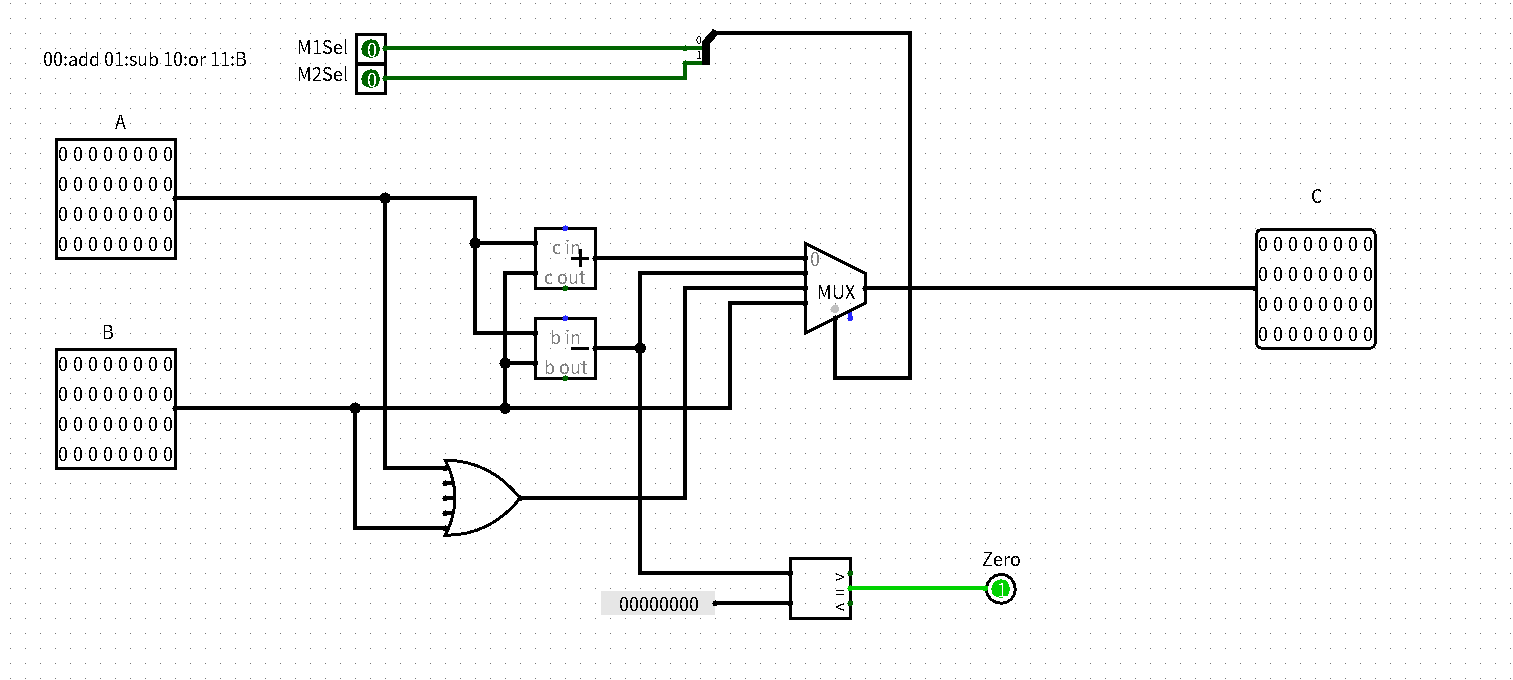 M1Sel 0
00:add 01:sub 10:or 11:B
M2Sel 0
0
1
A
0 0 0 0 0 0 0 0
0 0 0 0 0 0 0 0
0 0 0 0 0 0 0 0
0 0 0 0 0 0 0 0
C
0 0 0 0 0 0 0 0
0 0 0 0 0 0 0 0
0 0 0 0 0 0 0 0
0 0 0 0 0 0 0 0
c in
+
c out
0
MUX
B
0 0 0 0 0 0 0 0
0 0 0 0 0 0 0 0
0 0 0 0 0 0 0 0
0 0 0 0 0 0 0 0
b in
−
b out
Zero
1
00000000
>
=
<